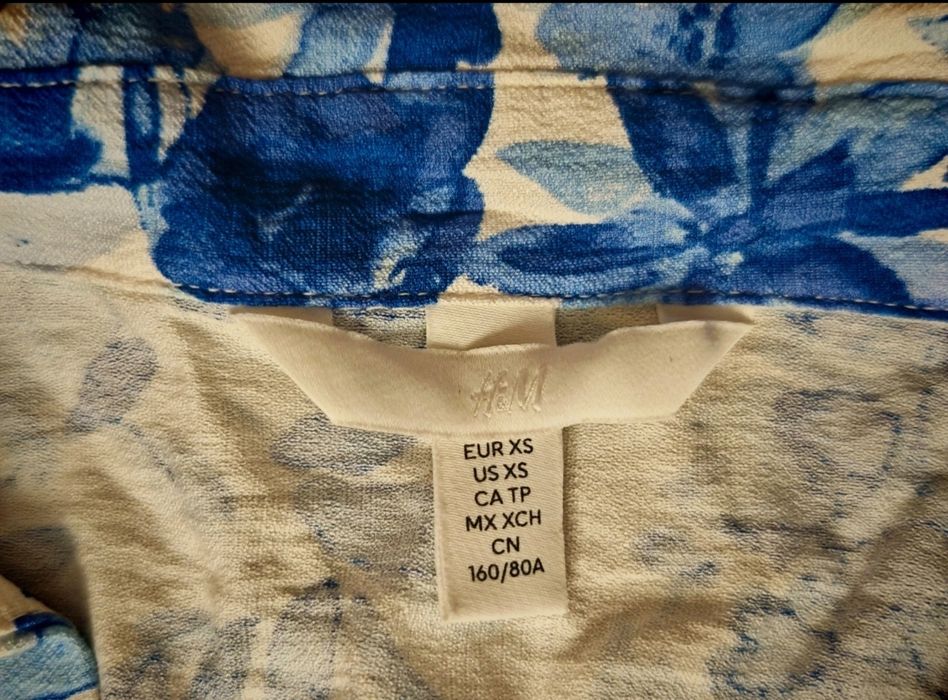 H&M
EUR XS
US XS
CA TP
MX XCH
CN
160/80A